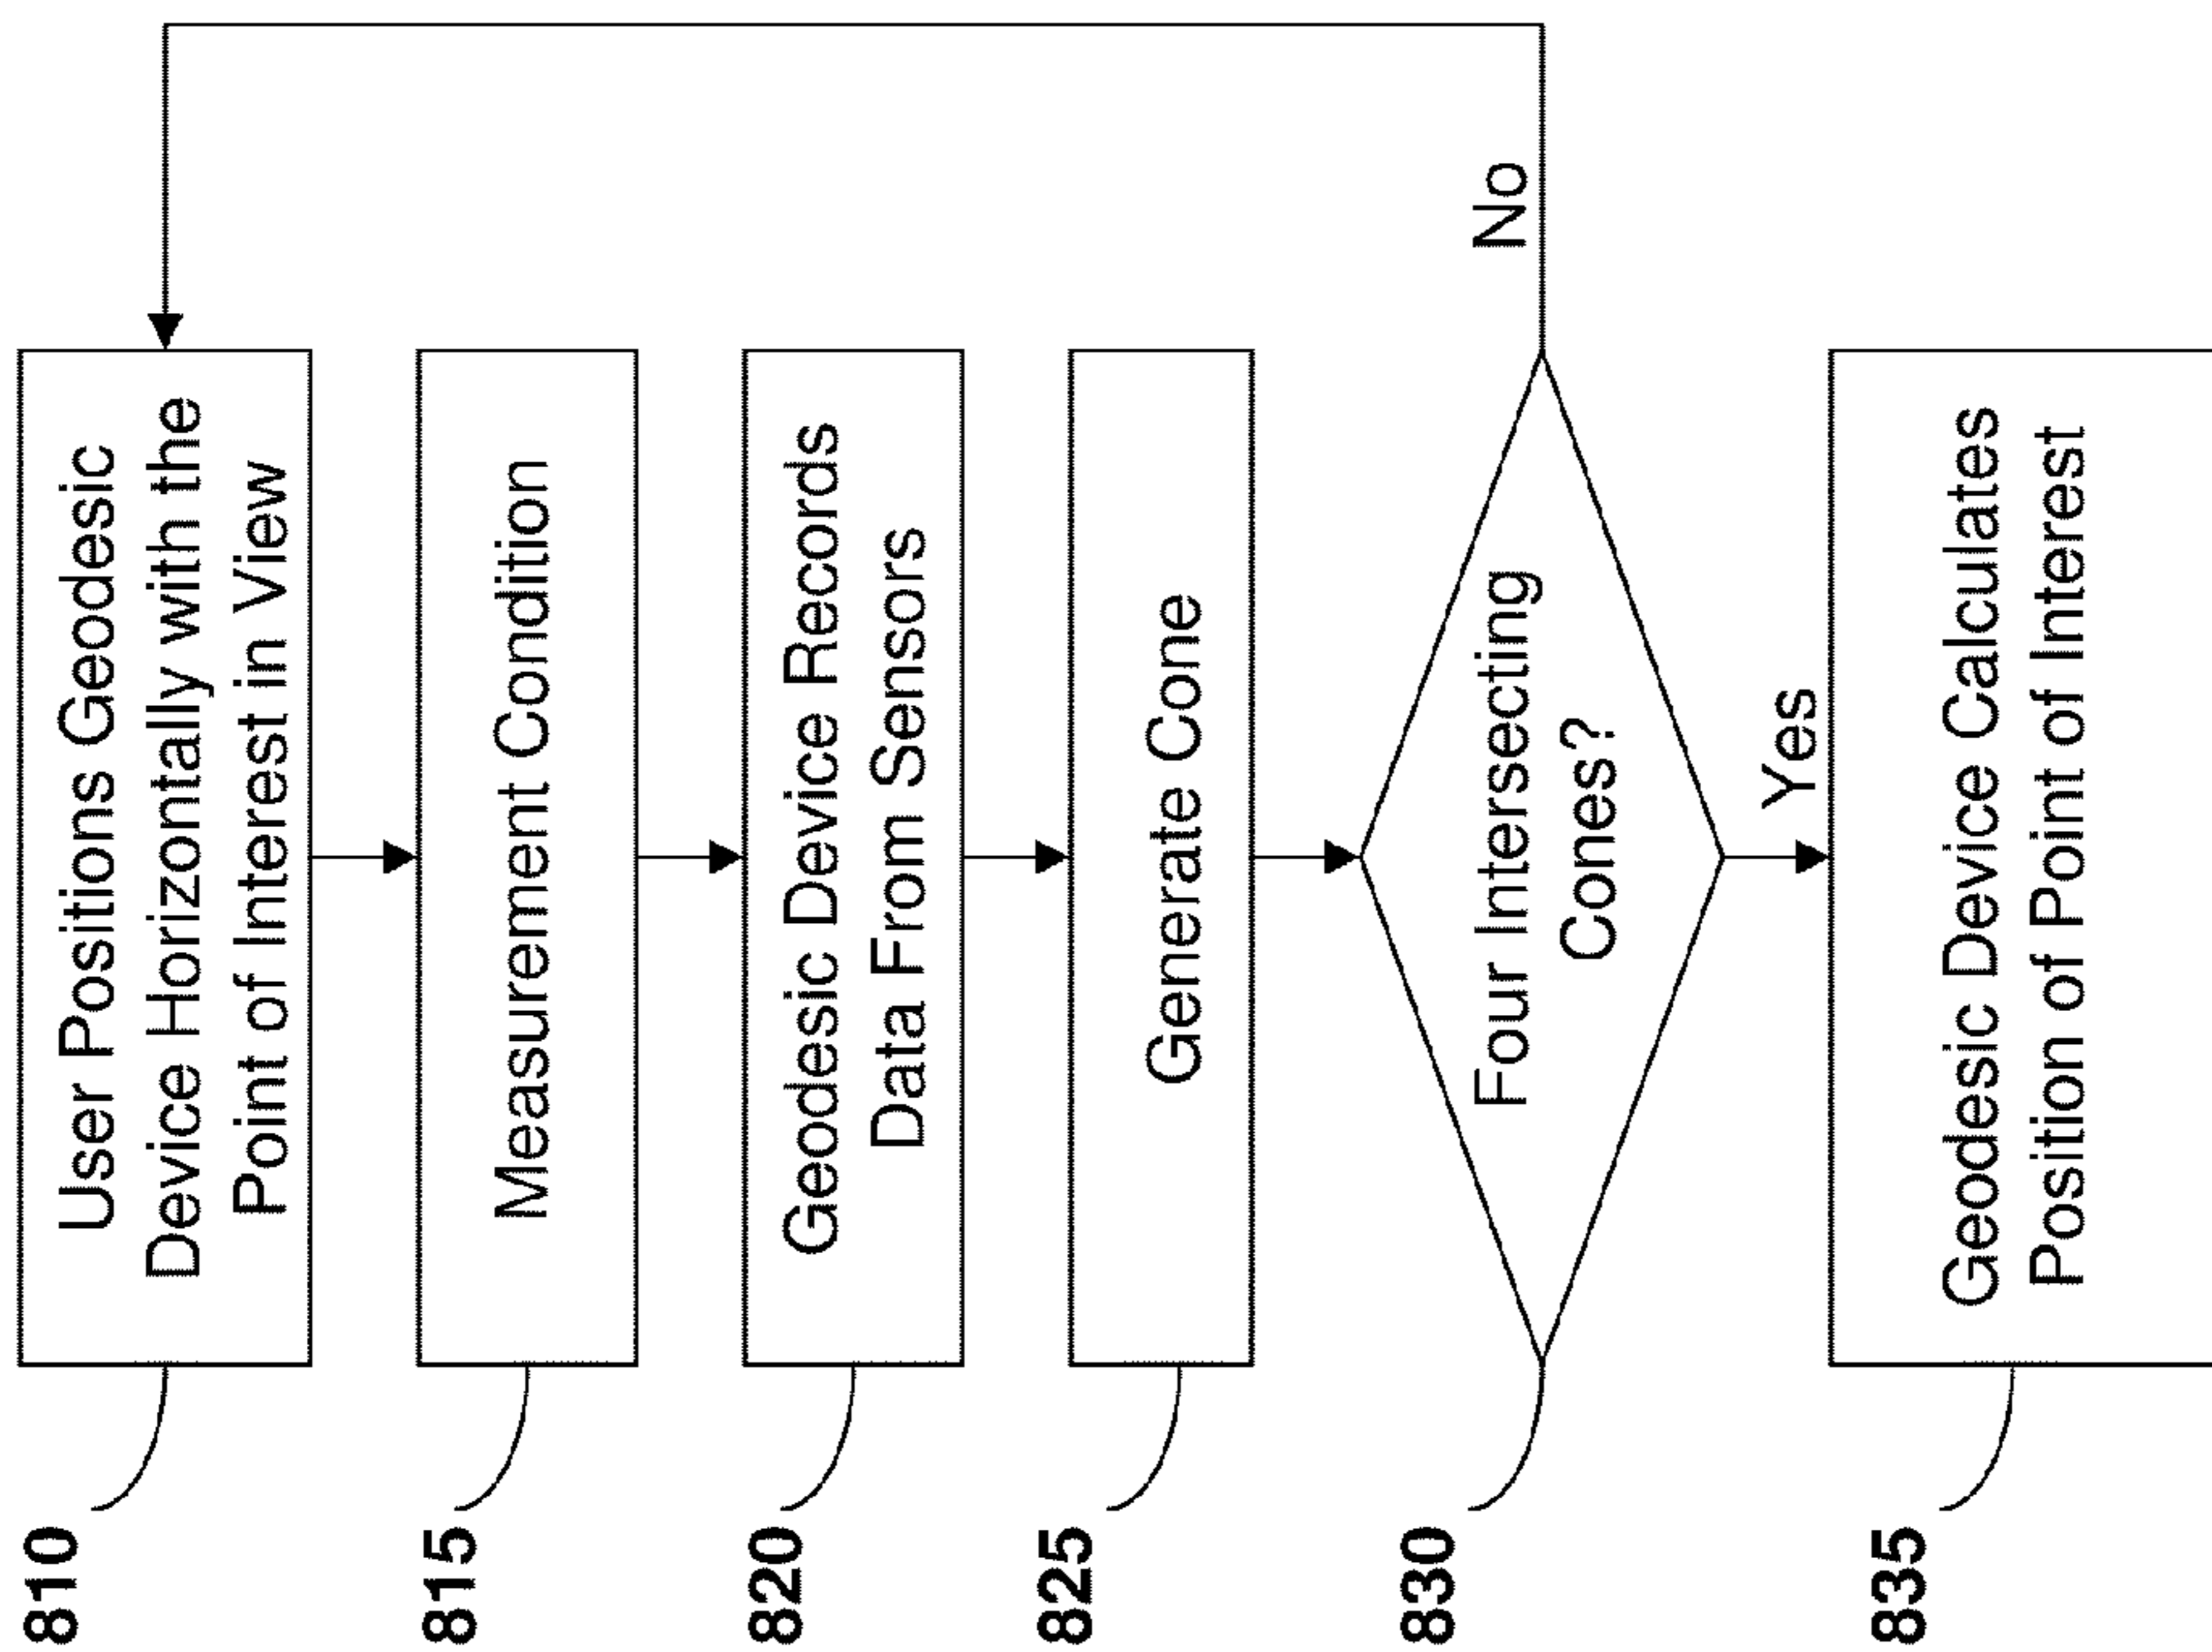 810
User Positions Geodesic
Device Horizontally with the
Point of Interest in View
815
Measurement Condition
820
Geodesic Device Records
Data From Sensors
825
Generate Cone
830
Four Intersecting
Cones?
No
Yes
835
Geodesic Device Calculates
Position of Point of Interest